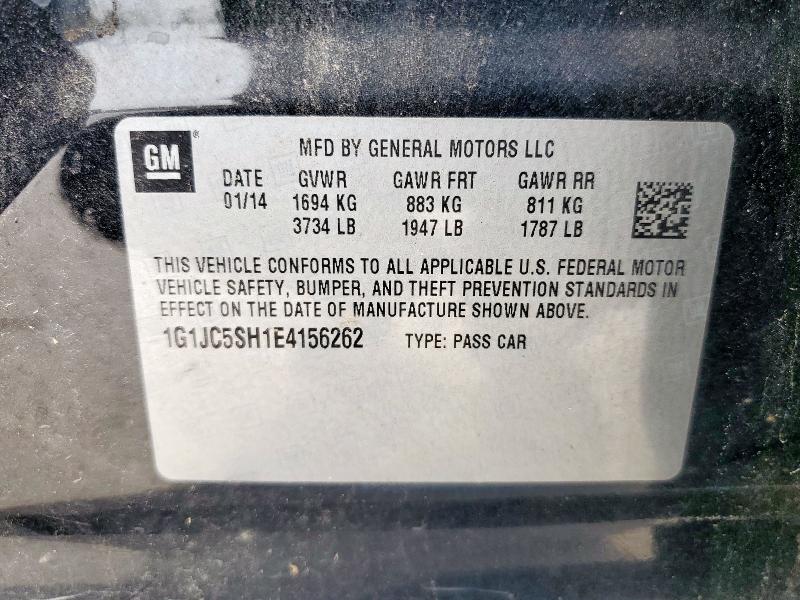 GM® MFD BY GENERAL MOTORS LLC
DATE GVWR GAWR FRT GAWR RR
01/14 1694 KG 883 KG 811 KG
3734 LB 1947 LB 1787 LB
THIS VEHICLE CONFORMS TO ALL APPLICABLE U.S. FEDERAL MOTOR
VEHICLE SAFETY, BUMPER, AND THEFT PREVENTION STANDARDS IN
EFFECT ON THE DATE OF MANUFACTURE SHOWN ABOVE.
1G1JC5SH1E4156262 TYPE: PASS CAR